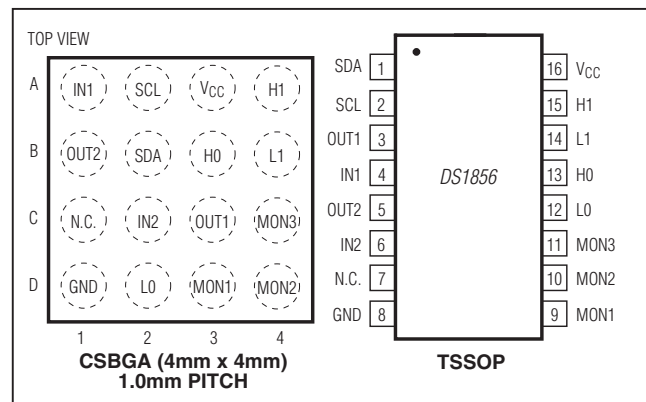 TOP VIEW
A IN1 SCL VCC H1
B OUT2 SDA H0 L1
C N.C. IN2 OUT1 MON3
D GND L0 MON1 MON2
1 2 3 4
CSBGA (4mm x 4mm)
1.0mm PITCH
SDA 1 16 VCC
SCL 2 15 H1
OUT1 3 14 L1
IN1 4 DS1856 13 H0
OUT2 5 12 L0
IN2 6 11 MON3
N.C. 7 10 MON2
GND 8 9 MON1
TSSOP